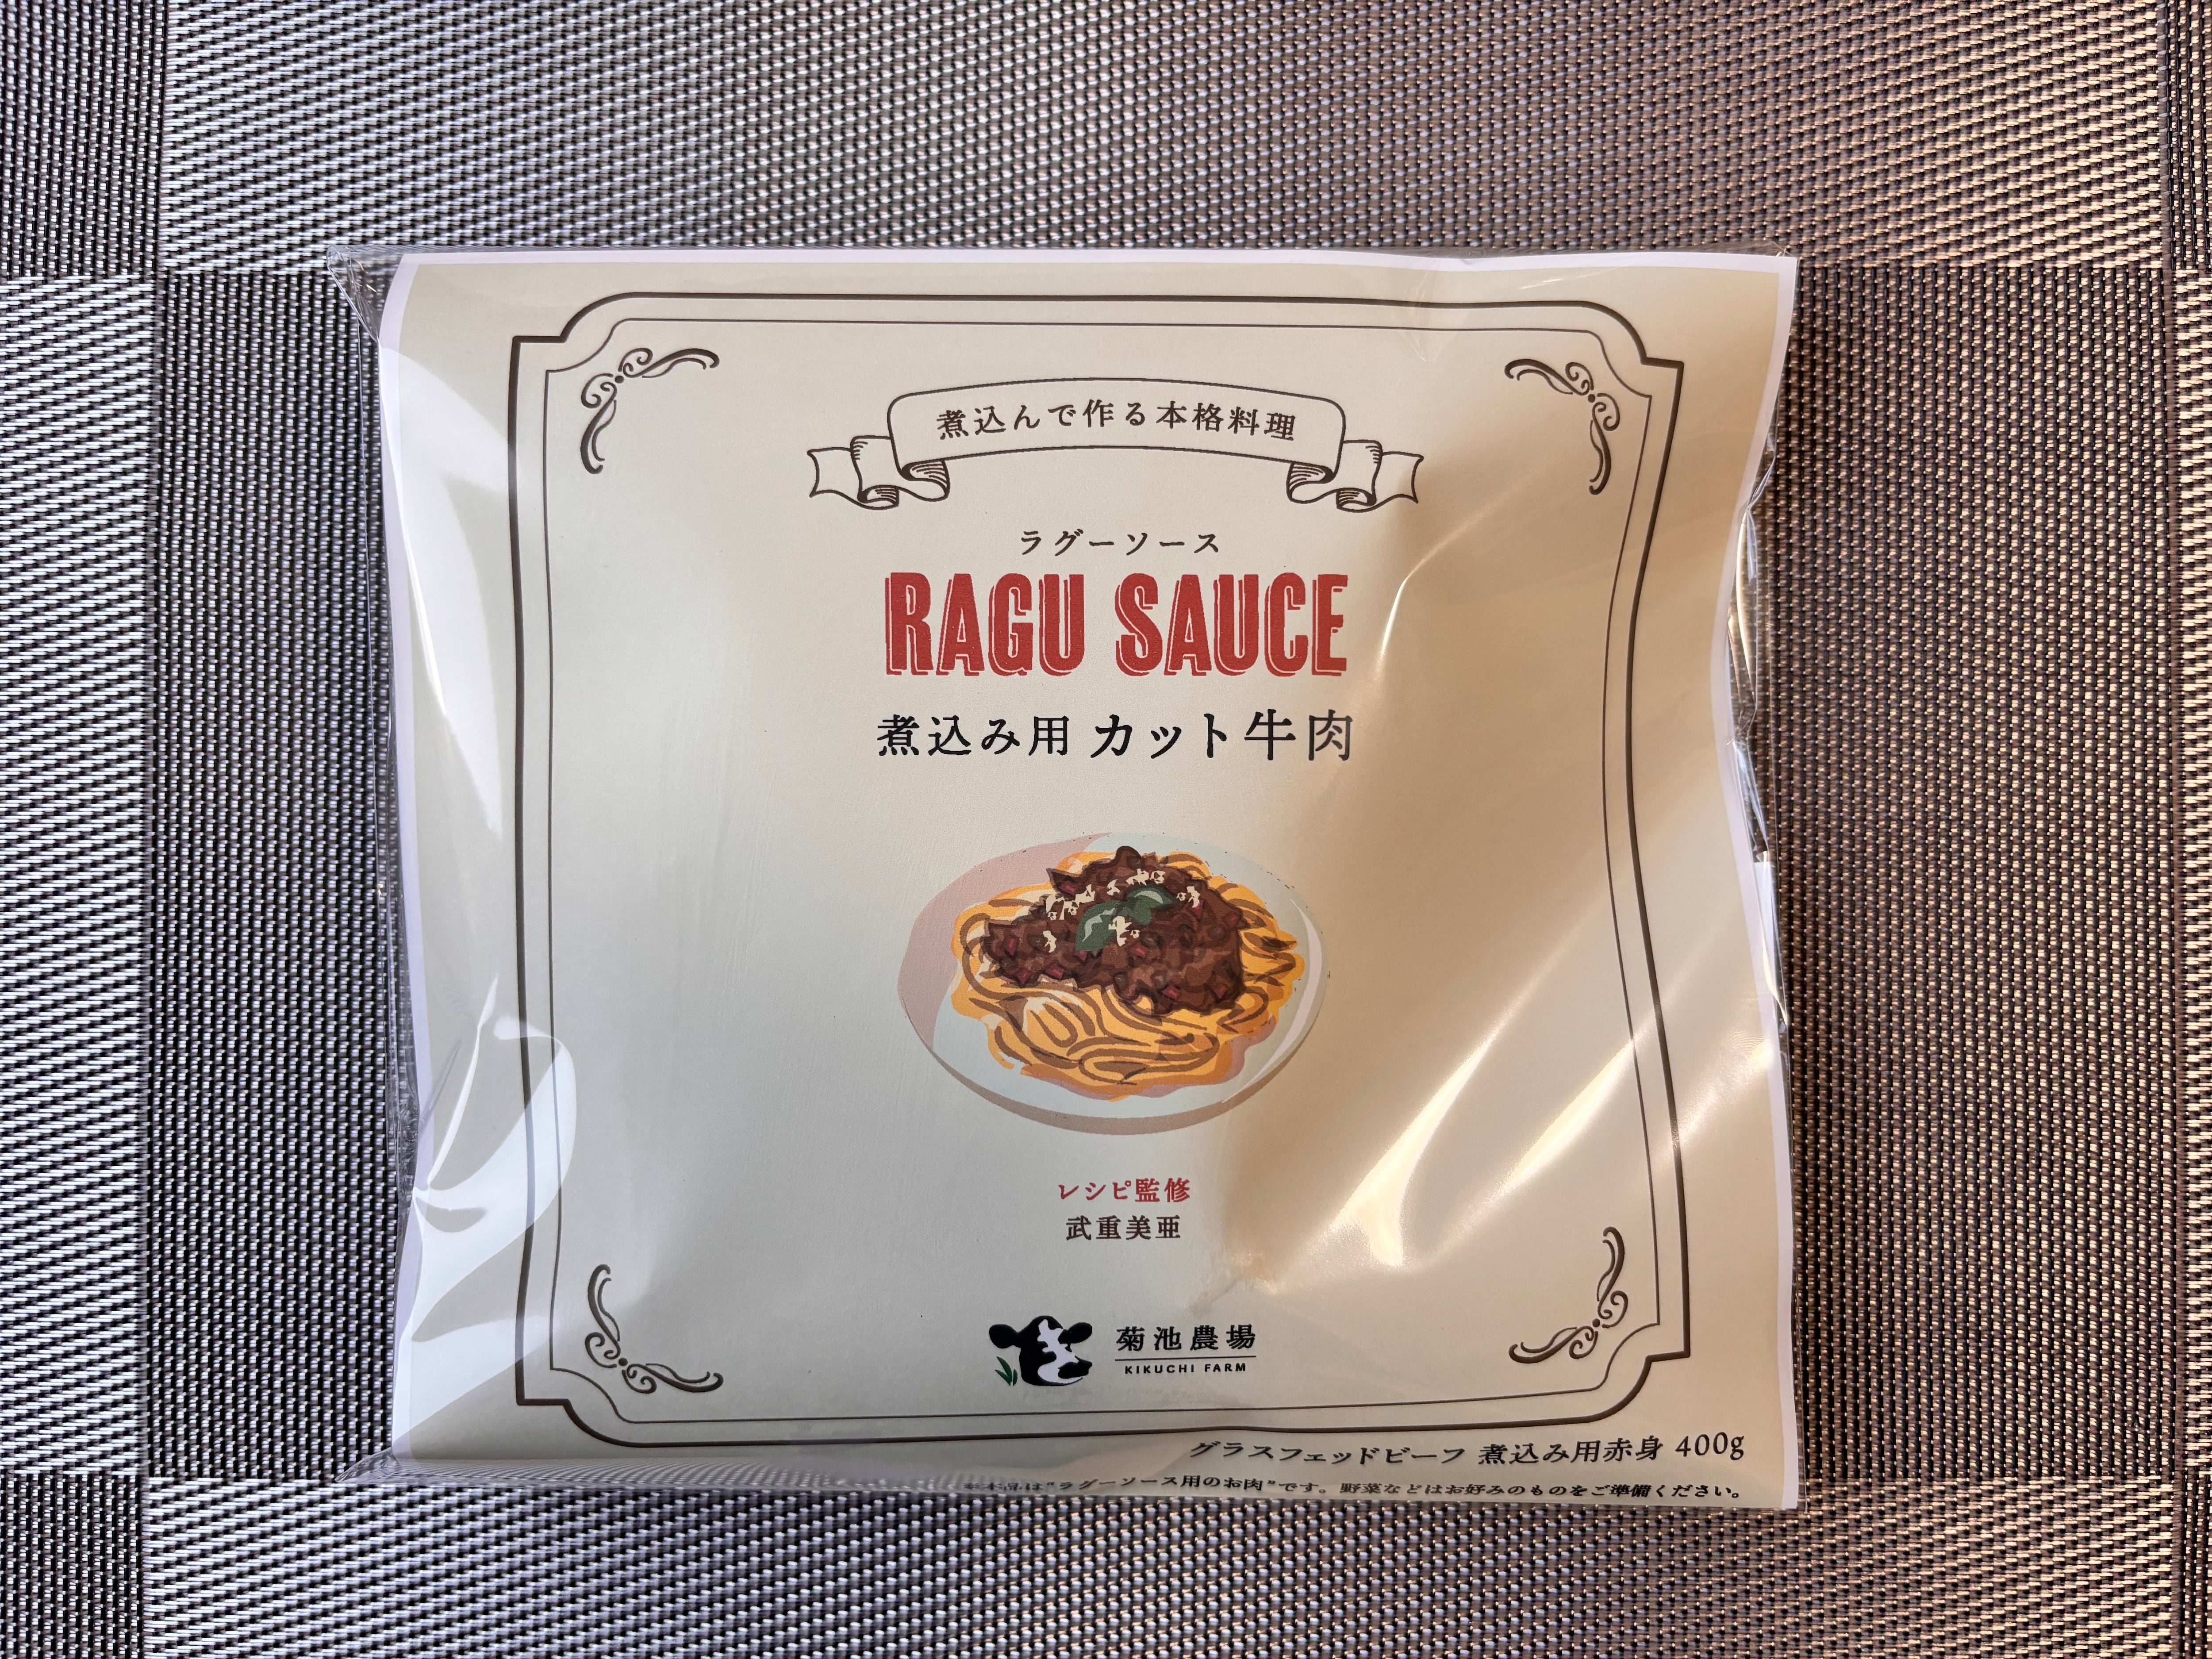 煮込んで作る本格料理
ラグーソース
RAGU SAUCE
煮込み用 カット牛肉
レシピ監修
武重美亜
菊池農場
KIKUCHI FARM
グラスフェッドビーフ 煮込み用赤身 400g
※本品は"ラグーソース用のお肉"です。野菜などはお好みのものをご準備ください。